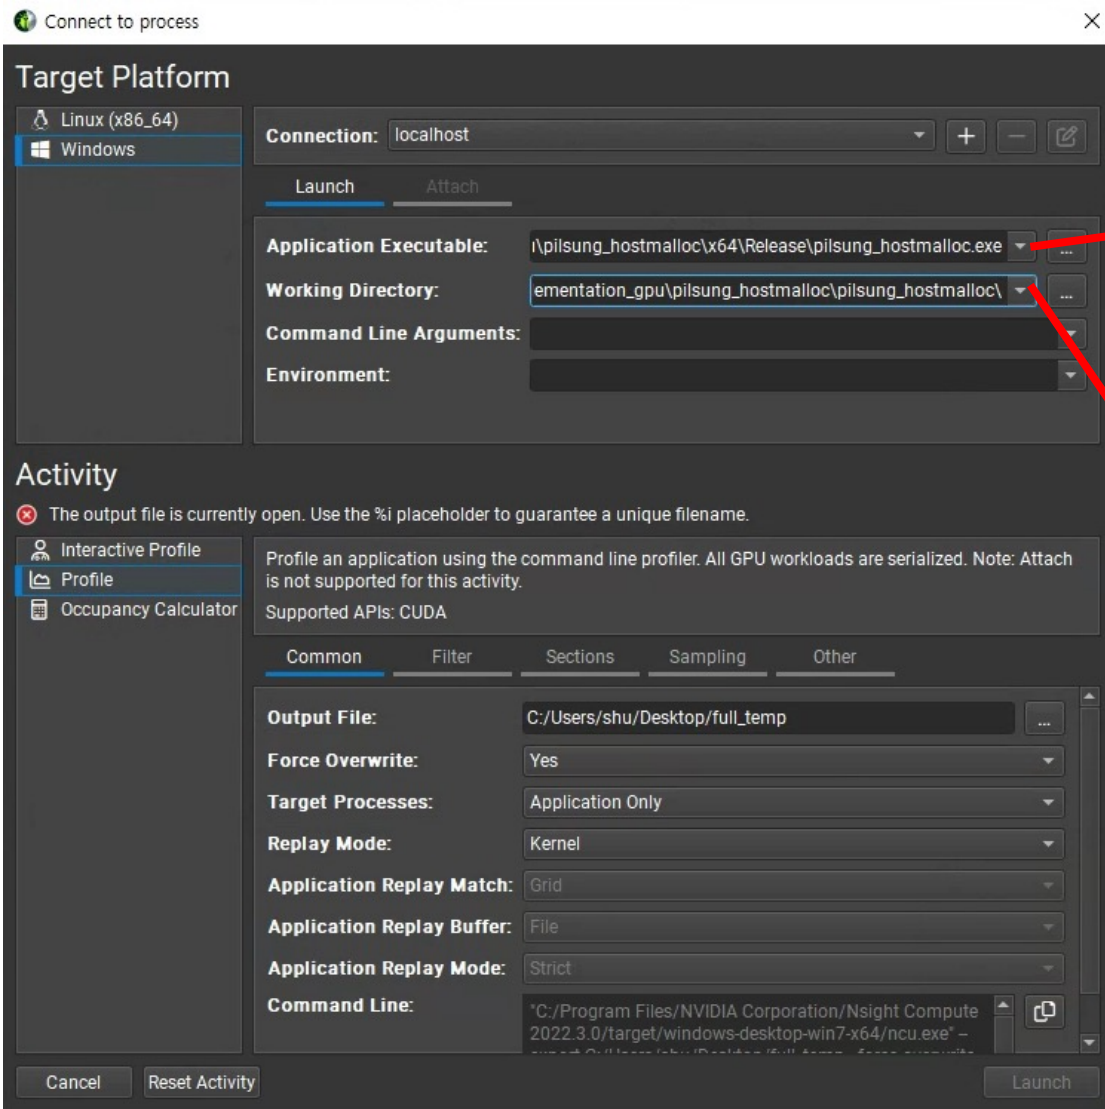 Connect to process
Target Platform
Linux (x86_64)
Windows
Connection: localhost
Launch Attach
Application Executable: \pilsung_hostmalloc\x64\Release\pilsung_hostmalloc.exe ...
Working Directory: ementation_gpu\pilsung_hostmalloc\pilsung_hostmalloc\ ...
Command Line Arguments:
Environment:
Activity
The output file is currently open. Use the %i placeholder to guarantee a unique filename.
Interactive Profile
Profile
Occupancy Calculator
Profile an application using the command line profiler. All GPU workloads are serialized. Note: Attach
is not supported for this activity.
Supported APIs: CUDA
Common Filter Sections Sampling Other
Output File: C:/Users/shu/Desktop/full_temp ...
Force Overwrite: Yes
Target Processes: Application Only
Replay Mode: Kernel
Application Replay Match: Grid
Application Replay Buffer: File
Application Replay Mode: Strict
Command Line: "C:/Program Files/NVIDIA Corporation/Nsight Compute
2022.3.0/target/windows-desktop-win7-x64/ncu.exe" --
Cancel Reset Activity Launch